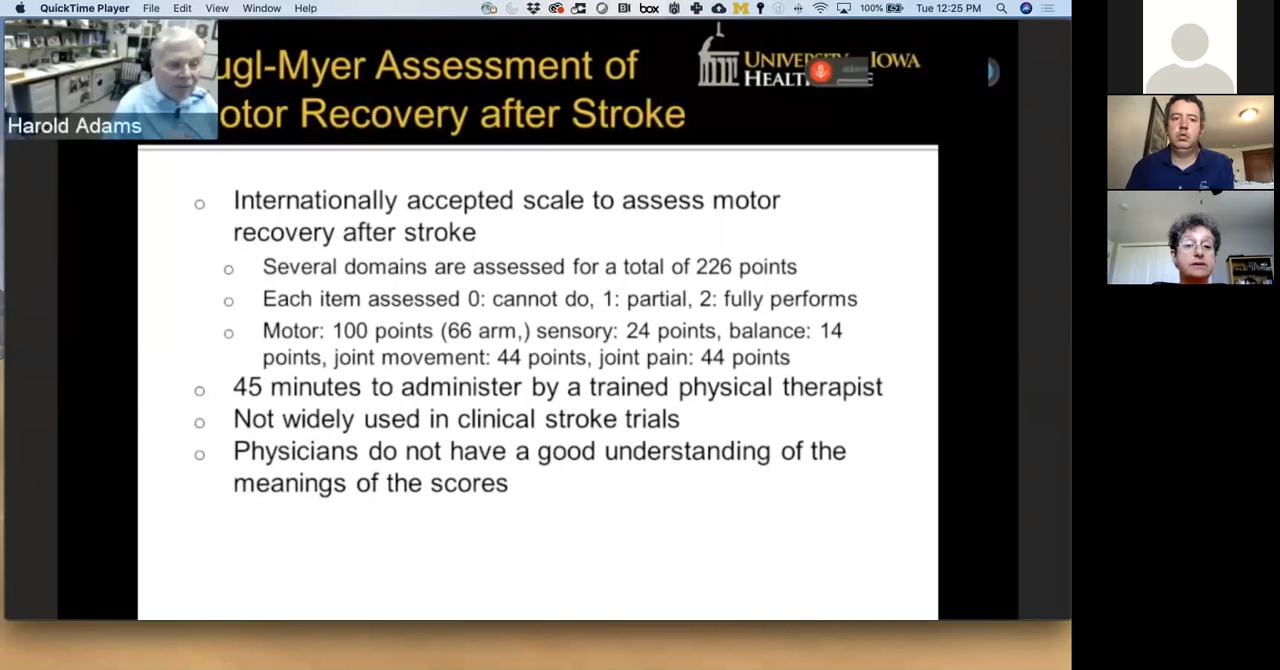 QuickTime Player File Edit View Window Help
box 100% Tue 12:25 PM
ugl-Myer Assessment of
otor Recovery after Stroke
IOWA
Harold Adams
Internationally accepted scale to assess motor
recovery after stroke
Several domains are assessed for a total of 226 points
Each item assessed 0: cannot do, 1: partial, 2: fully performs
Motor: 100 points (66 arm,) sensory: 24 points, balance: 14
points, joint movement: 44 points, joint pain: 44 points
45 minutes to administer by a trained physical therapist
Not widely used in clinical stroke trials
Physicians do not have a good understanding of the
meanings of the scores